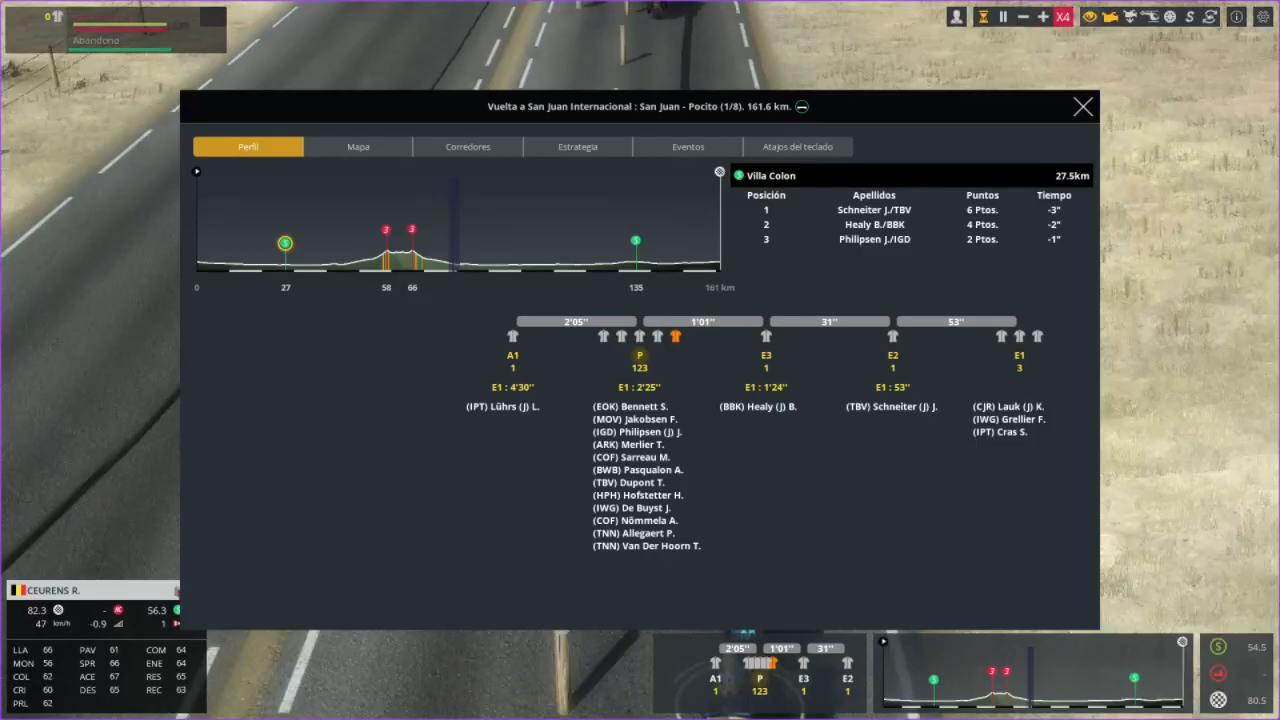 0
Abandono
X4
Vuelta a San Juan Internacional : San Juan - Pocito (1/8). 161.6 km.
Perfil
Mapa
Corredores
Estrategia
Eventos
Atajos del teclado
S Villa Colon 27.5km
Posición Apellidos Puntos Tiempo
1 Schneiter J./TBV 6 Ptos. -3"
2 Healy B./BBK 4 Ptos. -2"
3 Philipsen J./IGD 2 Ptos. -1"
S 3 3 S
0 27 58 66 135 161 km
2'05'' 1'01'' 31'' 53''
A1 P E3 E2 E1
1 123 1 1 3
E1 : 4'30'' E1 : 2'25'' E1 : 1'24'' E1 : 53''
(IPT) Lührs (J) L.
(EOK) Bennett S.
(MOV) Jakobsen F.
(IGD) Philipsen (J) J.
(ARK) Merlier T.
(COF) Sarreau M.
(BWB) Pasqualon A.
(TBV) Dupont T.
(HPH) Hofstetter H.
(IWG) De Buyst J.
(COF) Nõmmela A.
(TNN) Allegaert P.
(TNN) Van Der Hoorn T.
(BBK) Healy (J) B.
(TBV) Schneiter (J) J.
(CJR) Lauk (J) K.
(IWG) Grellier F.
(IPT) Cras S.
CEURENS R.
82.3 - HC 56.3 S
47 km/h -0.9 1
LLA 66 PAV 61 COM 64
MON 56 SPR 66 ENE 64
COL 62 ACE 67 RES 65
CRI 60 DES 65 REC 63
PRL 62
2'05'' 1'01'' 31''
A1 P E3 E2
1 123 1 1
S 3 3 S
S 54.5
-
80.5